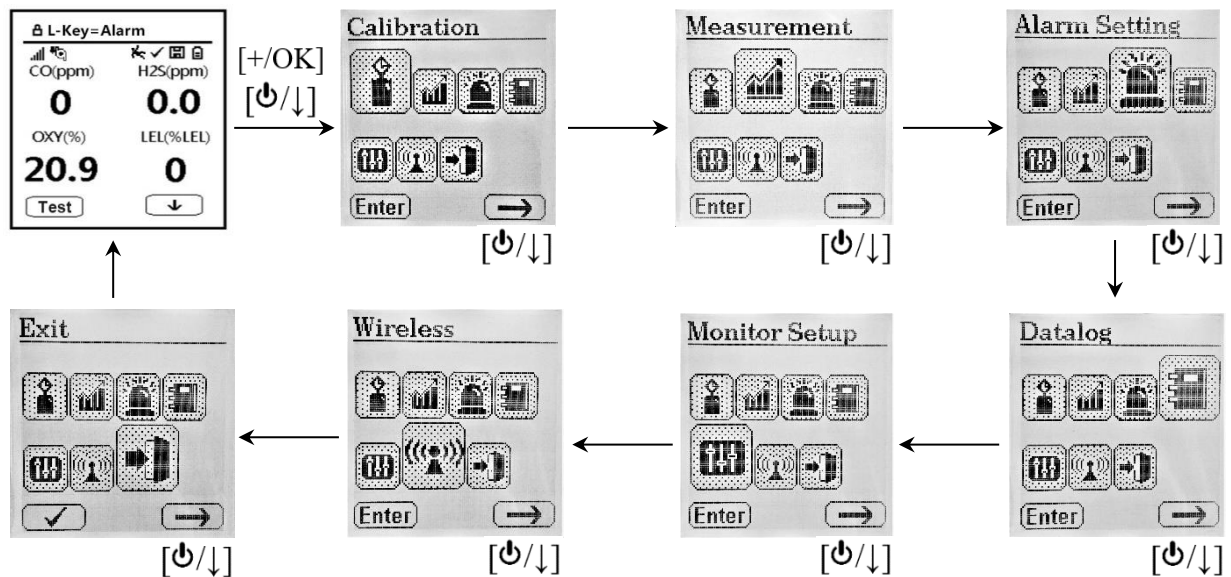 L-Key=Alarm
CO(ppm) H2S(ppm)
0 0.0
OXY(%) LEL(%LEL)
20.9 0
Test ↓
[+/OK]
[⏻/↓]
Calibration
Enter →
[⏻/↓]
Measurement
Enter →
[⏻/↓]
Alarm Setting
Enter →
[⏻/↓]
Exit
✓ →
[⏻/↓]
Wireless
Enter →
[⏻/↓]
Monitor Setup
Enter →
[⏻/↓]
Datalog
Enter →
[⏻/↓]